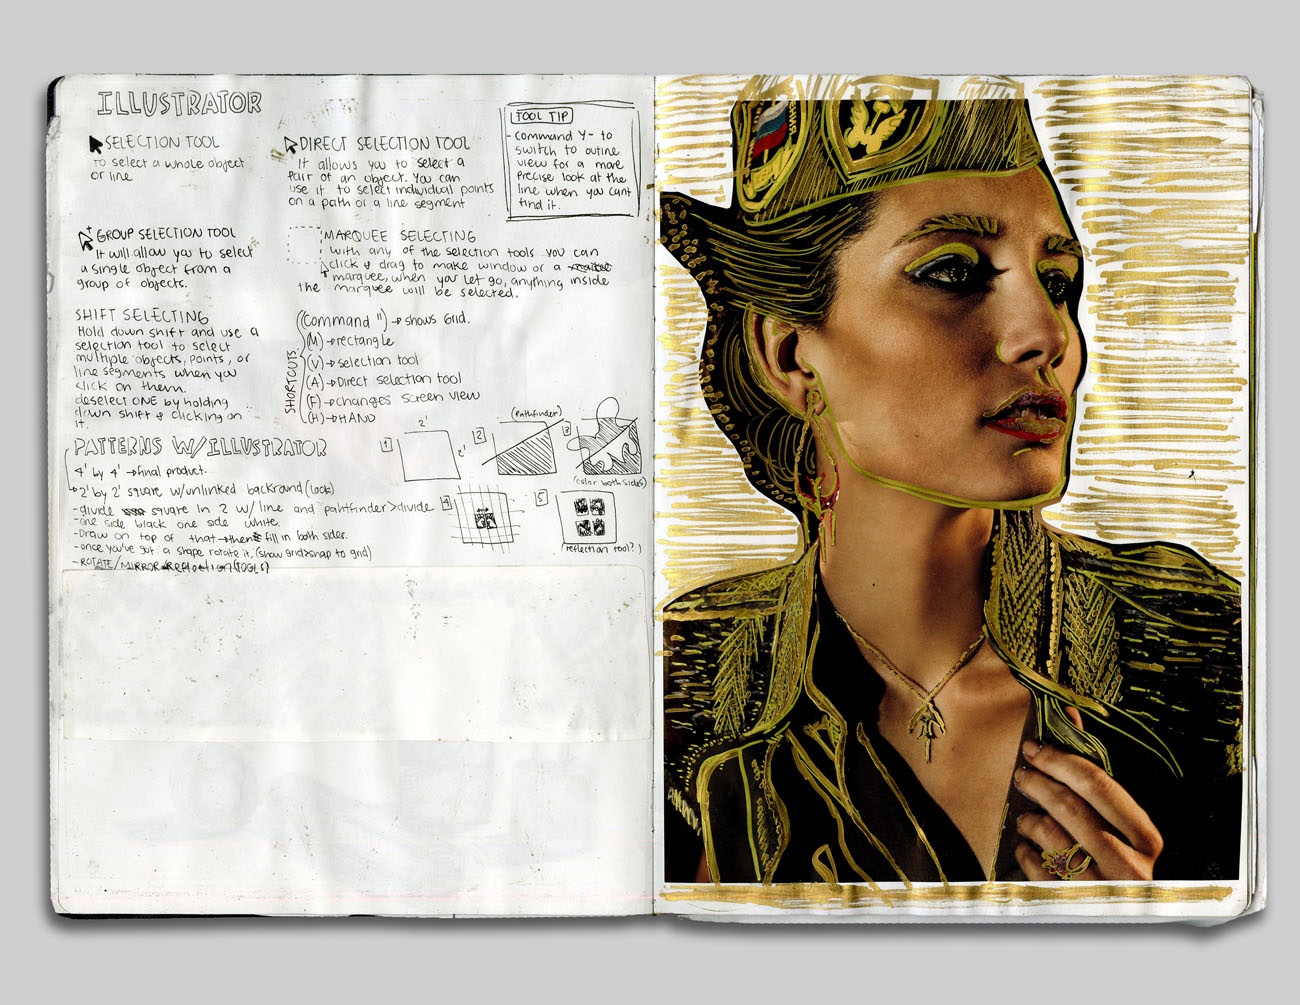 ILLUSTRATOR
SELECTION TOOL
to select a whole object
or line
DIRECT SELECTION TOOL
It allows you to select a
part of an object. You can
use it to select individual points
on a path or a line segment
TOOL TIP
- Command Y- to
switch to outline
view for a more
precise look at the
line when you cant
find it.
GROUP SELECTION TOOL
It will allow you to select
a single object from a
group of objects.
MARQUEE SELECTING
with any of the selection tools you can
click & drag to make window or a
marquee, when you let go, anything inside
the marquee will be selected.
SHIFT SELECTING
Hold down shift and use a
selection tool to select
multiple objects, points, or
line segments when you
click on them.
deselect ONE by holding
down shift & clicking on
it.
SHORTCUTS
(Command ") → shows Grid.
(M) → rectangle
(V) → selection tool
(A) → Direct selection tool
(F) → changes screen view
(H) → HAND
PATTERNS W/ILLUSTRATOR
4' by 4' → final product.
→ 2' by 2' square w/unlinked backround (lock)
- divide square in 2 w/ line and pathfinder > divide
- one side black one side white
- Draw on top of that → then fill in both sides.
- once you've got a shape rotate it. (show grid > snap to grid)
- ROTATE/MIRROR Reflection (TOOLS)
1
2'
2'
2
(pathfinder)
3
(color both sides)
4
5
(reflection tool?)